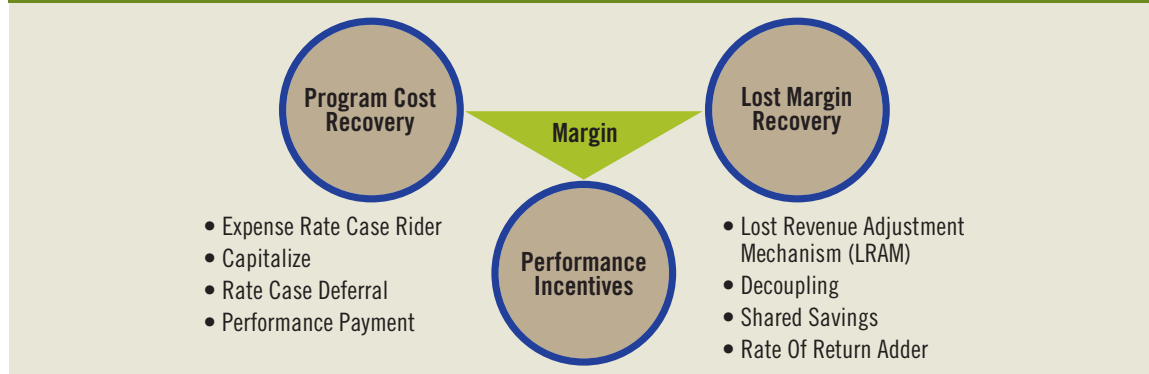 Program Cost
Recovery
Margin
Lost Margin
Recovery
Performance
Incentives
• Expense Rate Case Rider
• Capitalize
• Rate Case Deferral
• Performance Payment
• Lost Revenue Adjustment
Mechanism (LRAM)
• Decoupling
• Shared Savings
• Rate Of Return Adder